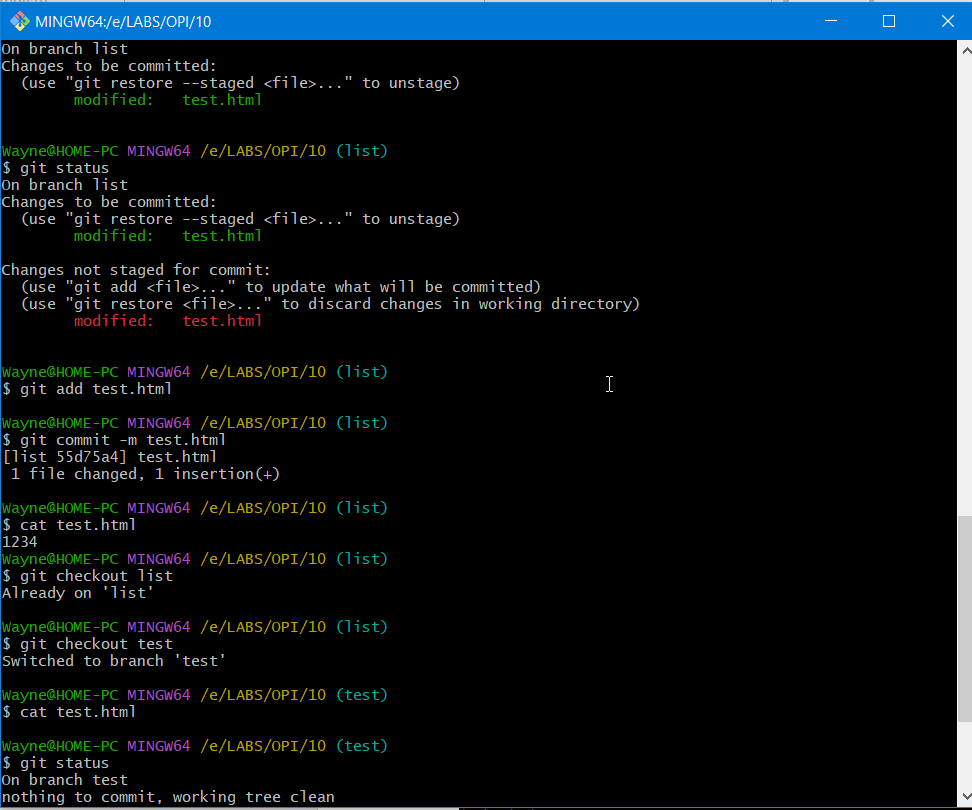 MINGW64:/e/LABS/OPI/10
On branch list
Changes to be committed:
  (use "git restore --staged <file>..." to unstage)
        modified:   test.html
Wayne@HOME-PC MINGW64 /e/LABS/OPI/10 (list)
$ git status
On branch list
Changes to be committed:
  (use "git restore --staged <file>..." to unstage)
        modified:   test.html
Changes not staged for commit:
  (use "git add <file>..." to update what will be committed)
  (use "git restore <file>..." to discard changes in working directory)
        modified:   test.html
Wayne@HOME-PC MINGW64 /e/LABS/OPI/10 (list)
$ git add test.html
Wayne@HOME-PC MINGW64 /e/LABS/OPI/10 (list)
$ git commit -m test.html
[list 55d75a4] test.html
 1 file changed, 1 insertion(+)
Wayne@HOME-PC MINGW64 /e/LABS/OPI/10 (list)
$ cat test.html
1234
Wayne@HOME-PC MINGW64 /e/LABS/OPI/10 (list)
$ git checkout list
Already on 'list'
Wayne@HOME-PC MINGW64 /e/LABS/OPI/10 (list)
$ git checkout test
Switched to branch 'test'
Wayne@HOME-PC MINGW64 /e/LABS/OPI/10 (test)
$ cat test.html
Wayne@HOME-PC MINGW64 /e/LABS/OPI/10 (test)
$ git status
On branch test
nothing to commit, working tree clean